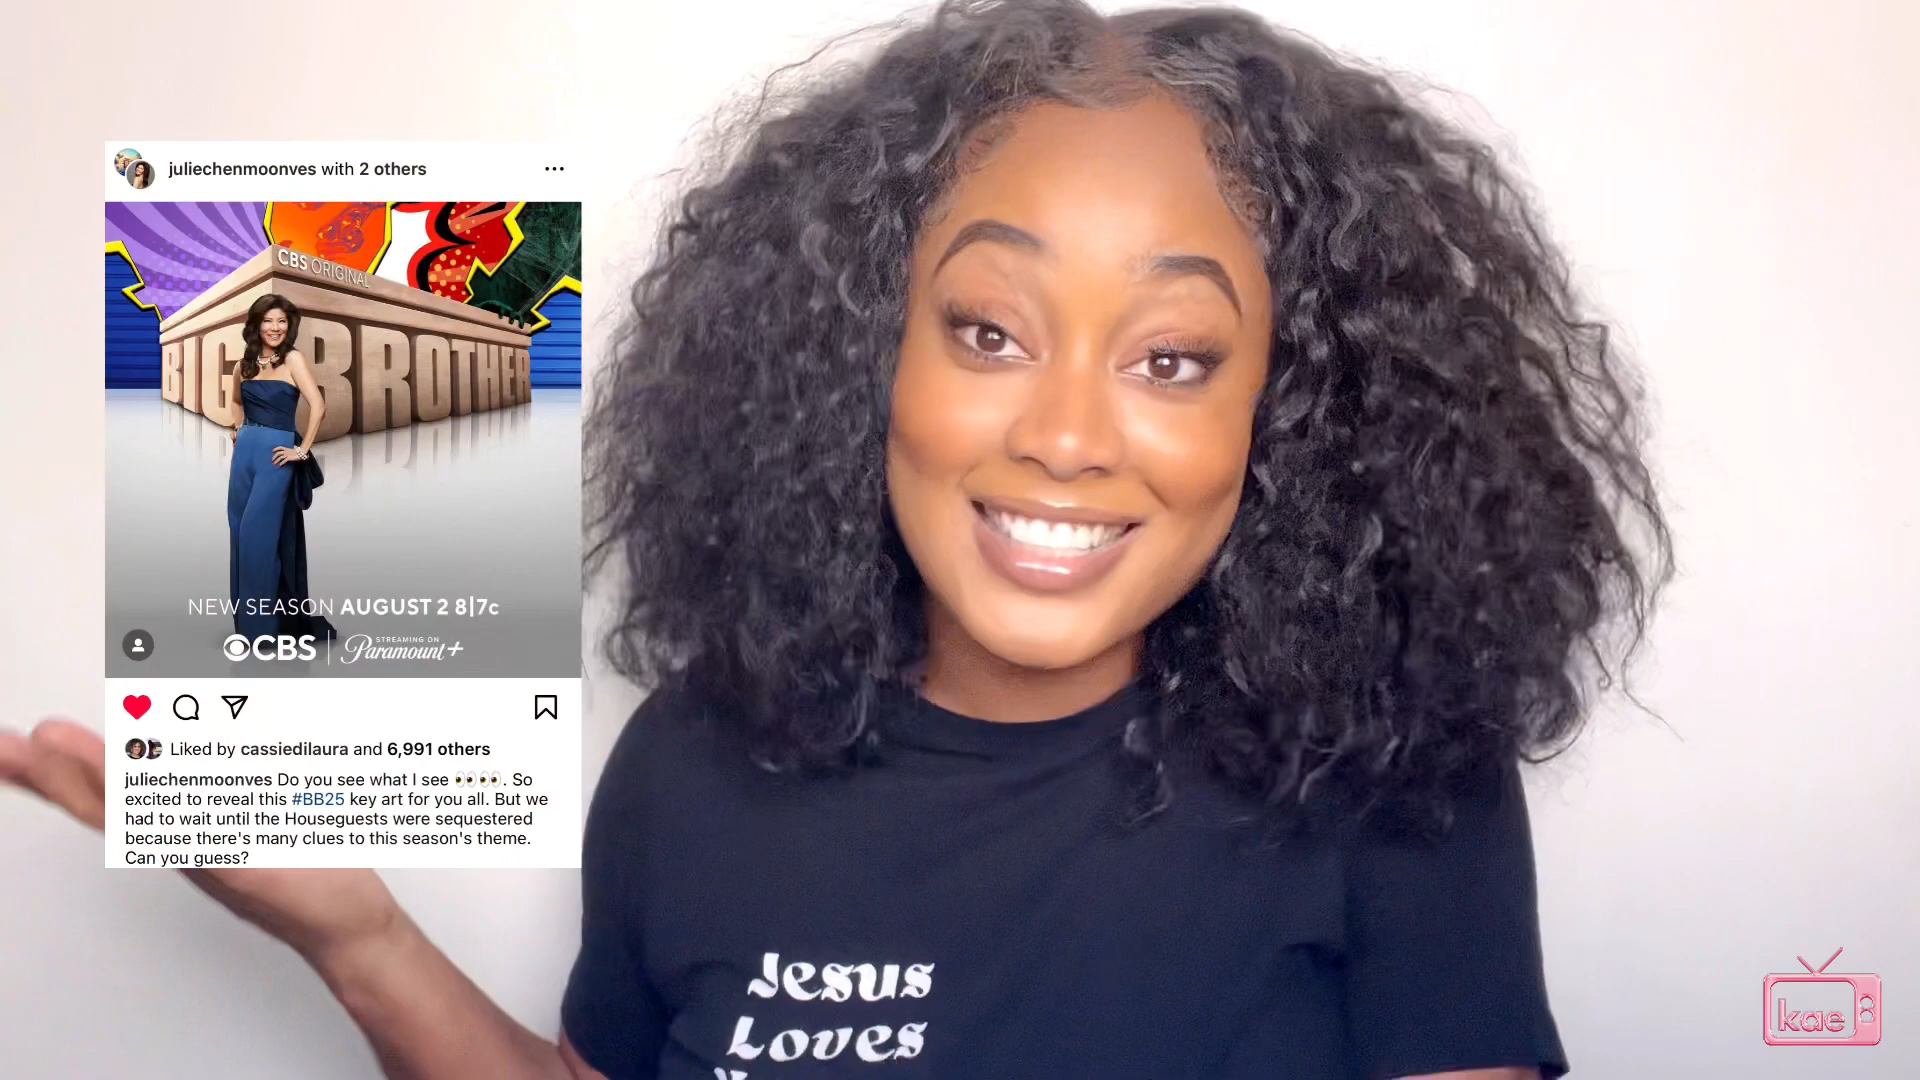 juliechenmoonves with 2 others
CBS ORIGINAL
BIG BROTHER
NEW SEASON AUGUST 2 8|7c
CBS
STREAMING ON
Paramount+
Liked by cassiedilaura and 6,991 others
juliechenmoonves Do you see what I see 👀👀. So
excited to reveal this #BB25 key art for you all. But we
had to wait until the Houseguests were sequestered
because there's many clues to this season's theme.
Can you guess?
Jesus
Loves
kae